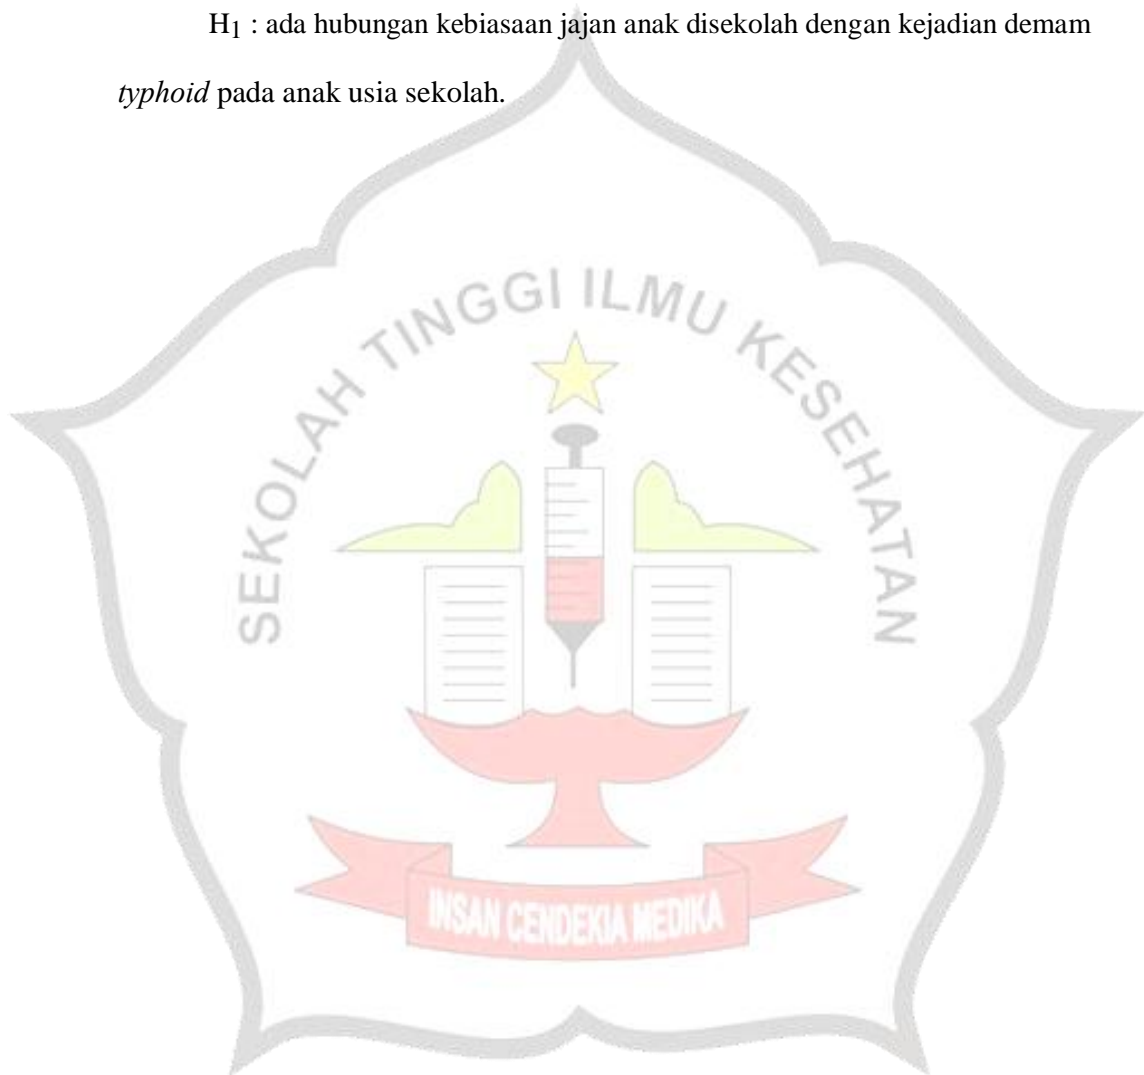 H1 : ada hubungan kebiasaan jajan anak disekolah dengan kejadian demam
typhoid pada anak usia sekolah.
SEKOLAH TINGGI ILMU KESEHATAN
INSAN CENDEKIA MEDIKA